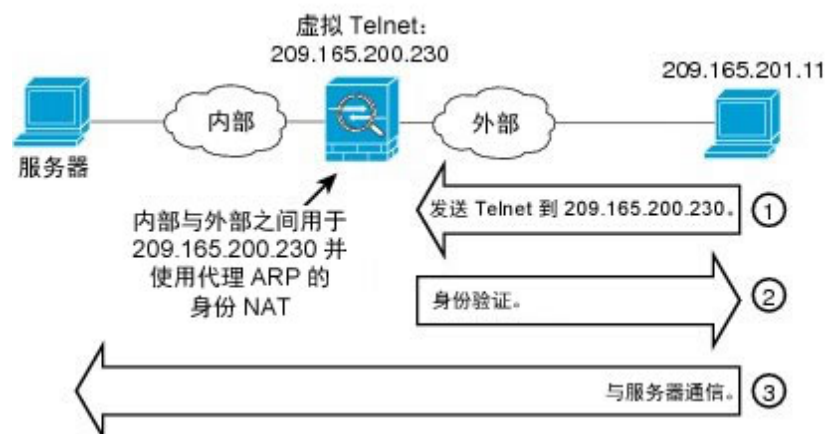 虚拟 Telnet：
209.165.200.230
209.165.201.11
内部
外部
服务器
内部与外部之间用于
209.165.200.230 并
使用代理 ARP 的
身份 NAT
发送 Telnet 到 209.165.200.230。
1
身份验证。
2
与服务器通信。
3